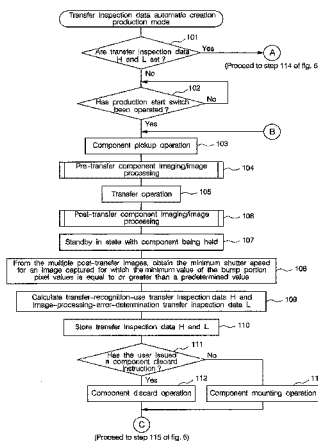 Transfer inspection data automatic creation
production mode
101
Are transfer inspection data
H and L set ?
Yes
A
(Proceed to step 114 of fig. 6
No
102
Has production start switch
been operated ?
No
Yes
B
Component pickup operation
103
Pre-transfer component imaging/image
processing
104
Transfer operation
105
Post-transfer component imaging/image
processing
106
Standby in state with component being held
107
From the multiple post-transfer images, obtain the minimum shutter speed
for an image captured for which the minimum value of the bump portion
pixel values is equal to or greater than a predetermined value
108
Calculate transfer-recognition-use transfer inspection data H and
image-processing-error-determination transfer inspection data L
109
Store transfer inspection data H and L
110
111
Has the user issued
a component discard
instruction ?
No
Yes
112
11
Component discard operation
Component mounting operation
C
(Proceed to step 115 of fig. 6)